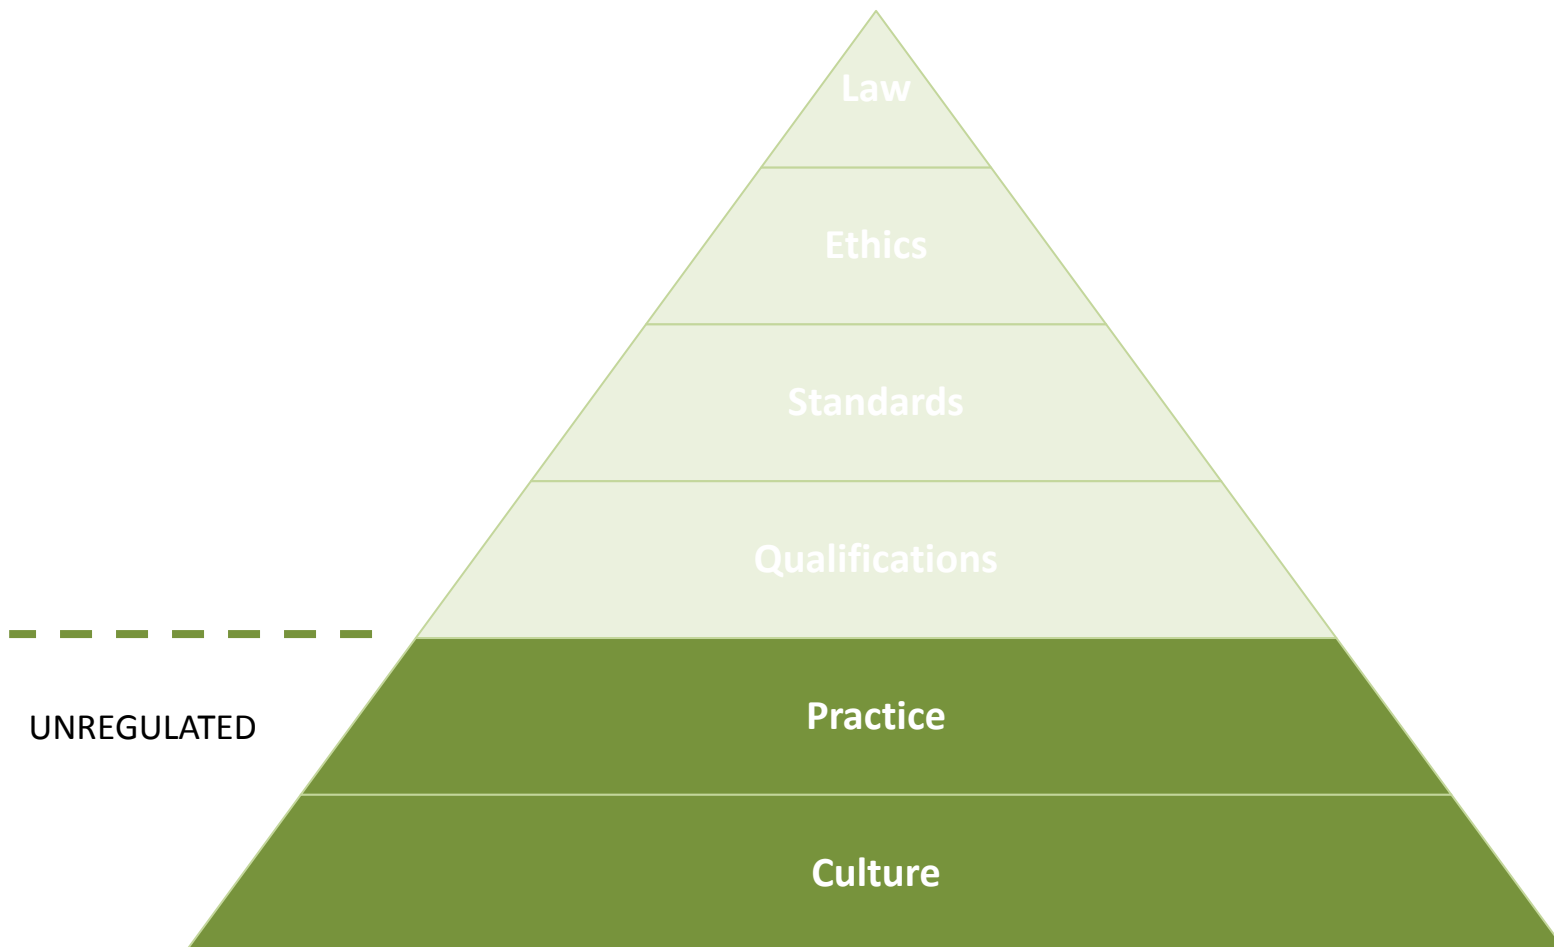 Law
Ethics
Standards
Qualifications
Practice
UNREGULATED
Culture